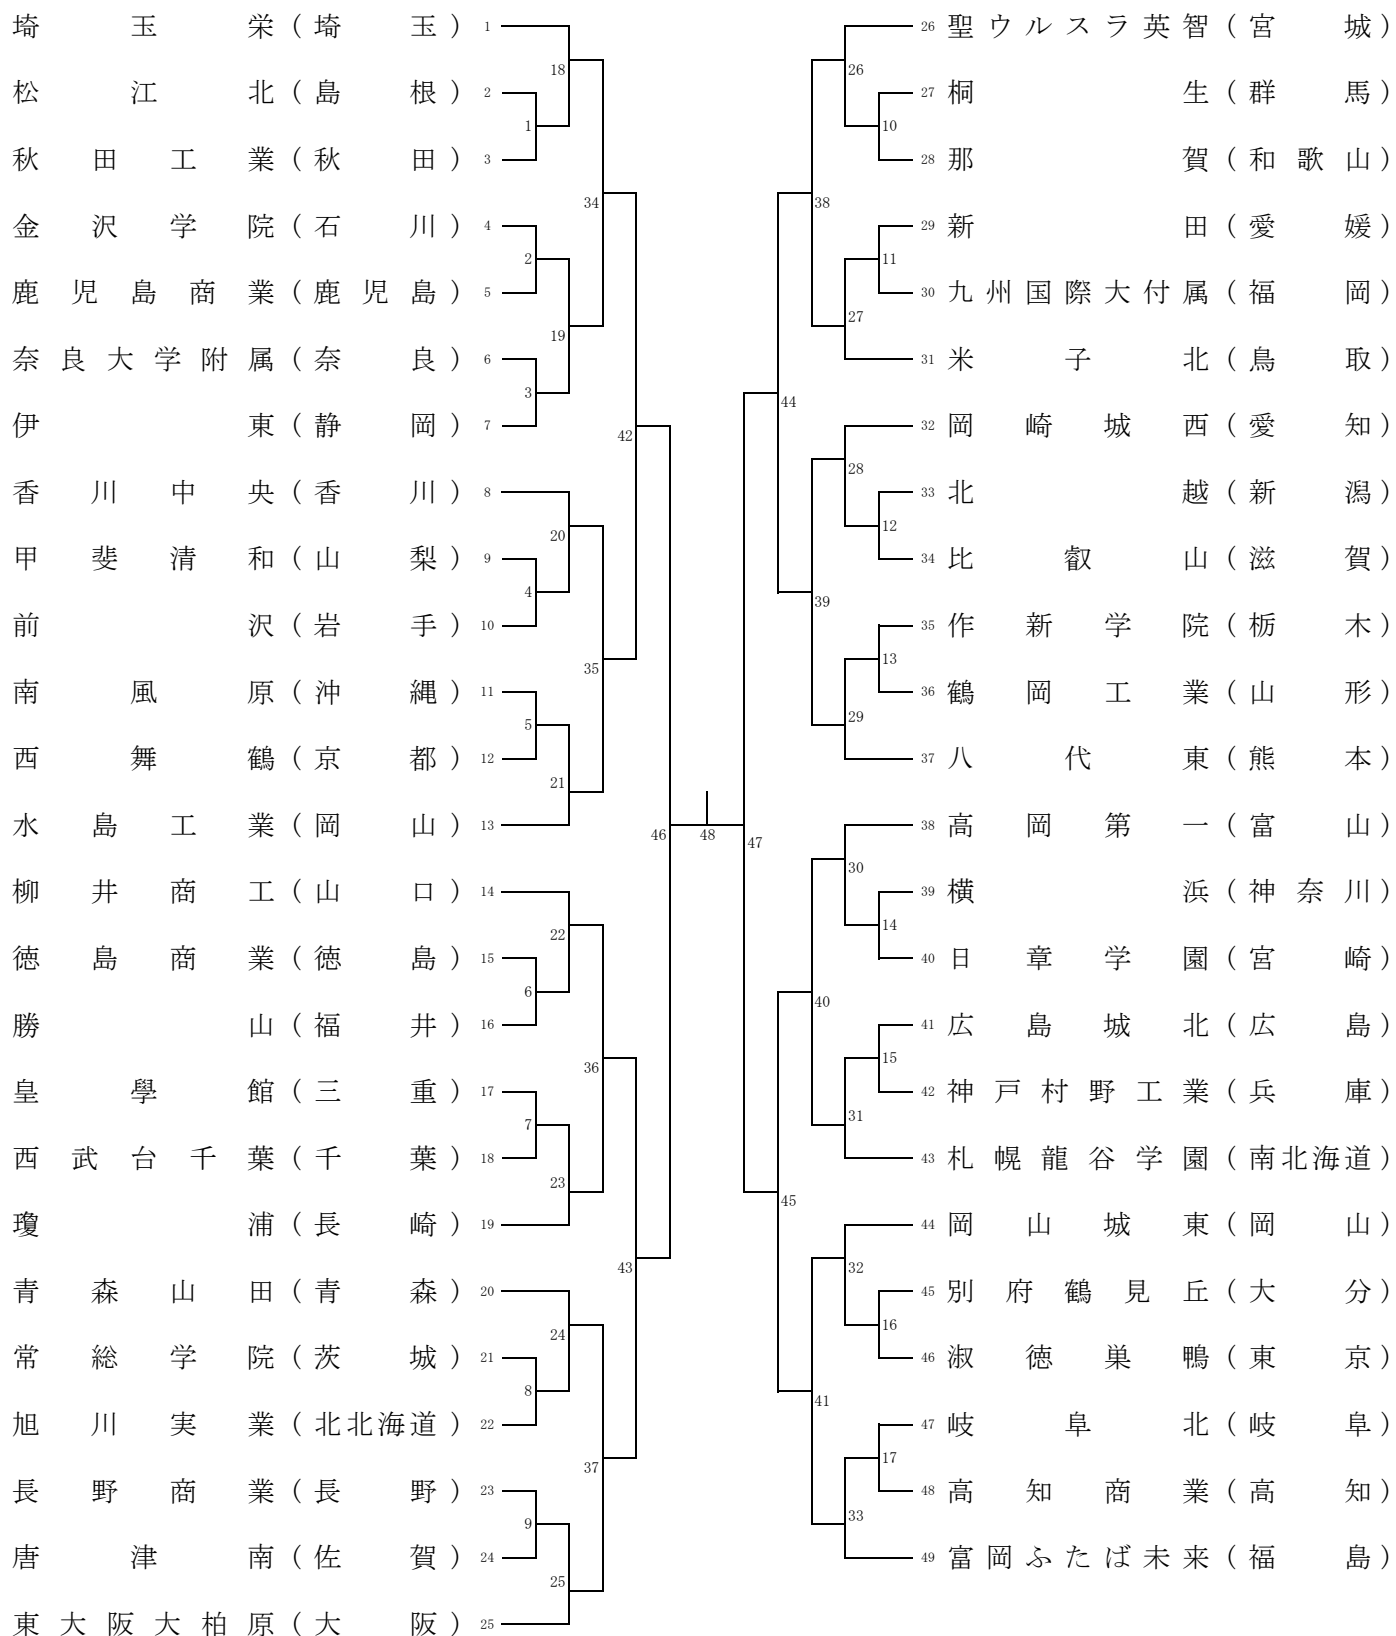 埼玉栄（埼玉） 1
松江北（島根） 2
秋田工業（秋田） 3
金沢学院（石川） 4
鹿児島商業（鹿児島） 5
奈良大学附属（奈良） 6
伊東（静岡） 7
香川中央（香川） 8
甲斐清和（山梨） 9
前沢（岩手） 10
南風原（沖縄） 11
西舞鶴（京都） 12
水島工業（岡山） 13
柳井商工（山口） 14
徳島商業（徳島） 15
勝山（福井） 16
皇學館（三重） 17
西武台千葉（千葉） 18
瓊浦（長崎） 19
青森山田（青森） 20
常総学院（茨城） 21
旭川実業（北北海道） 22
長野商業（長野） 23
唐津南（佐賀） 24
東大阪大柏原（大阪） 25
18
1
34
2
19
3
42
20
4
35
5
21
46
22
6
36
7
23
43
24
8
37
9
25
48
47
26
10
38
11
27
44
28
12
39
13
29
30
14
40
15
31
45
32
16
41
17
33
26 聖ウルスラ英智（宮城）
27 桐生（群馬）
28 那賀（和歌山）
29 新田（愛媛）
30 九州国際大付属（福岡）
31 米子北（鳥取）
32 岡崎城西（愛知）
33 北越（新潟）
34 比叡山（滋賀）
35 作新学院（栃木）
36 鶴岡工業（山形）
37 八代東（熊本）
38 高岡第一（富山）
39 横浜（神奈川）
40 日章学園（宮崎）
41 広島城北（広島）
42 神戸村野工業（兵庫）
43 札幌龍谷学園（南北海道）
44 岡山城東（岡山）
45 別府鶴見丘（大分）
46 淑徳巣鴨（東京）
47 岐阜北（岐阜）
48 高知商業（高知）
49 富岡ふたば未来（福島）